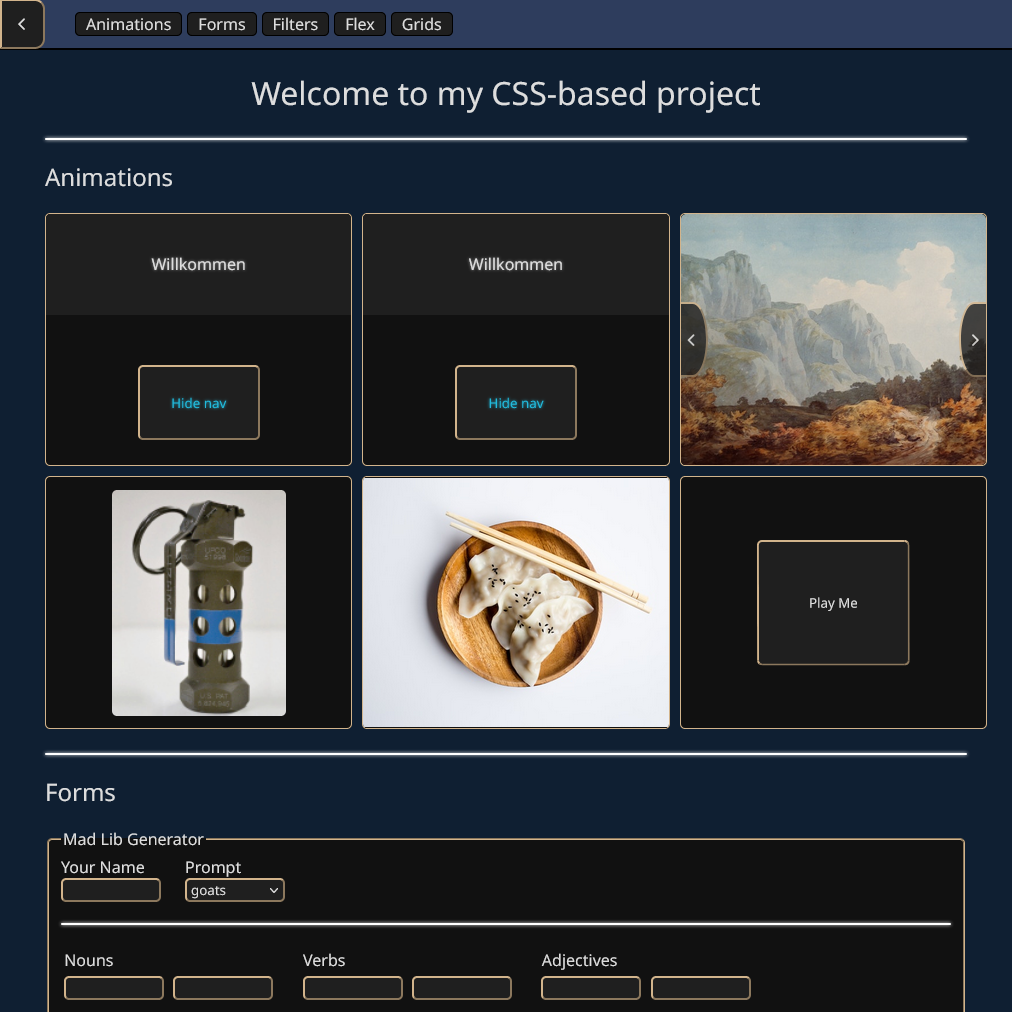 Animations Forms Filters Flex Grids
Welcome to my CSS-based project
Animations
Willkommen
Willkommen
Hide nav
Hide nav
Play Me
Forms
Mad Lib Generator
Your Name Prompt
goats
Nouns Verbs Adjectives